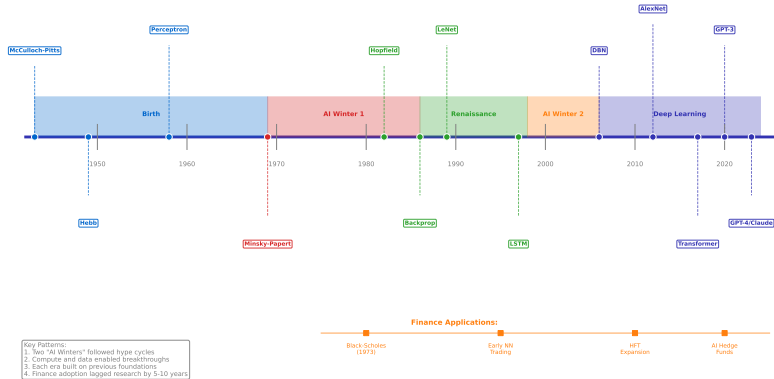 AlexNet
Perceptron
LeNet
GPT-3
McCulloch-Pitts
Hopfield
DBN
Birth
AI Winter 1
Renaissance
AI Winter 2
Deep Learning
1950
1960
1970
1980
1990
2000
2010
2020
Hebb
Backprop
GPT-4/Claude
Minsky-Papert
LSTM
Transformer
Finance Applications:
Black-Scholes
(1973)
Early NN
Trading
HFT
Expansion
AI Hedge
Funds
Key Patterns:
1. Two "AI Winters" followed hype cycles
2. Compute and data enabled breakthroughs
3. Each era built on previous foundations
4. Finance adoption lagged research by 5-10 years